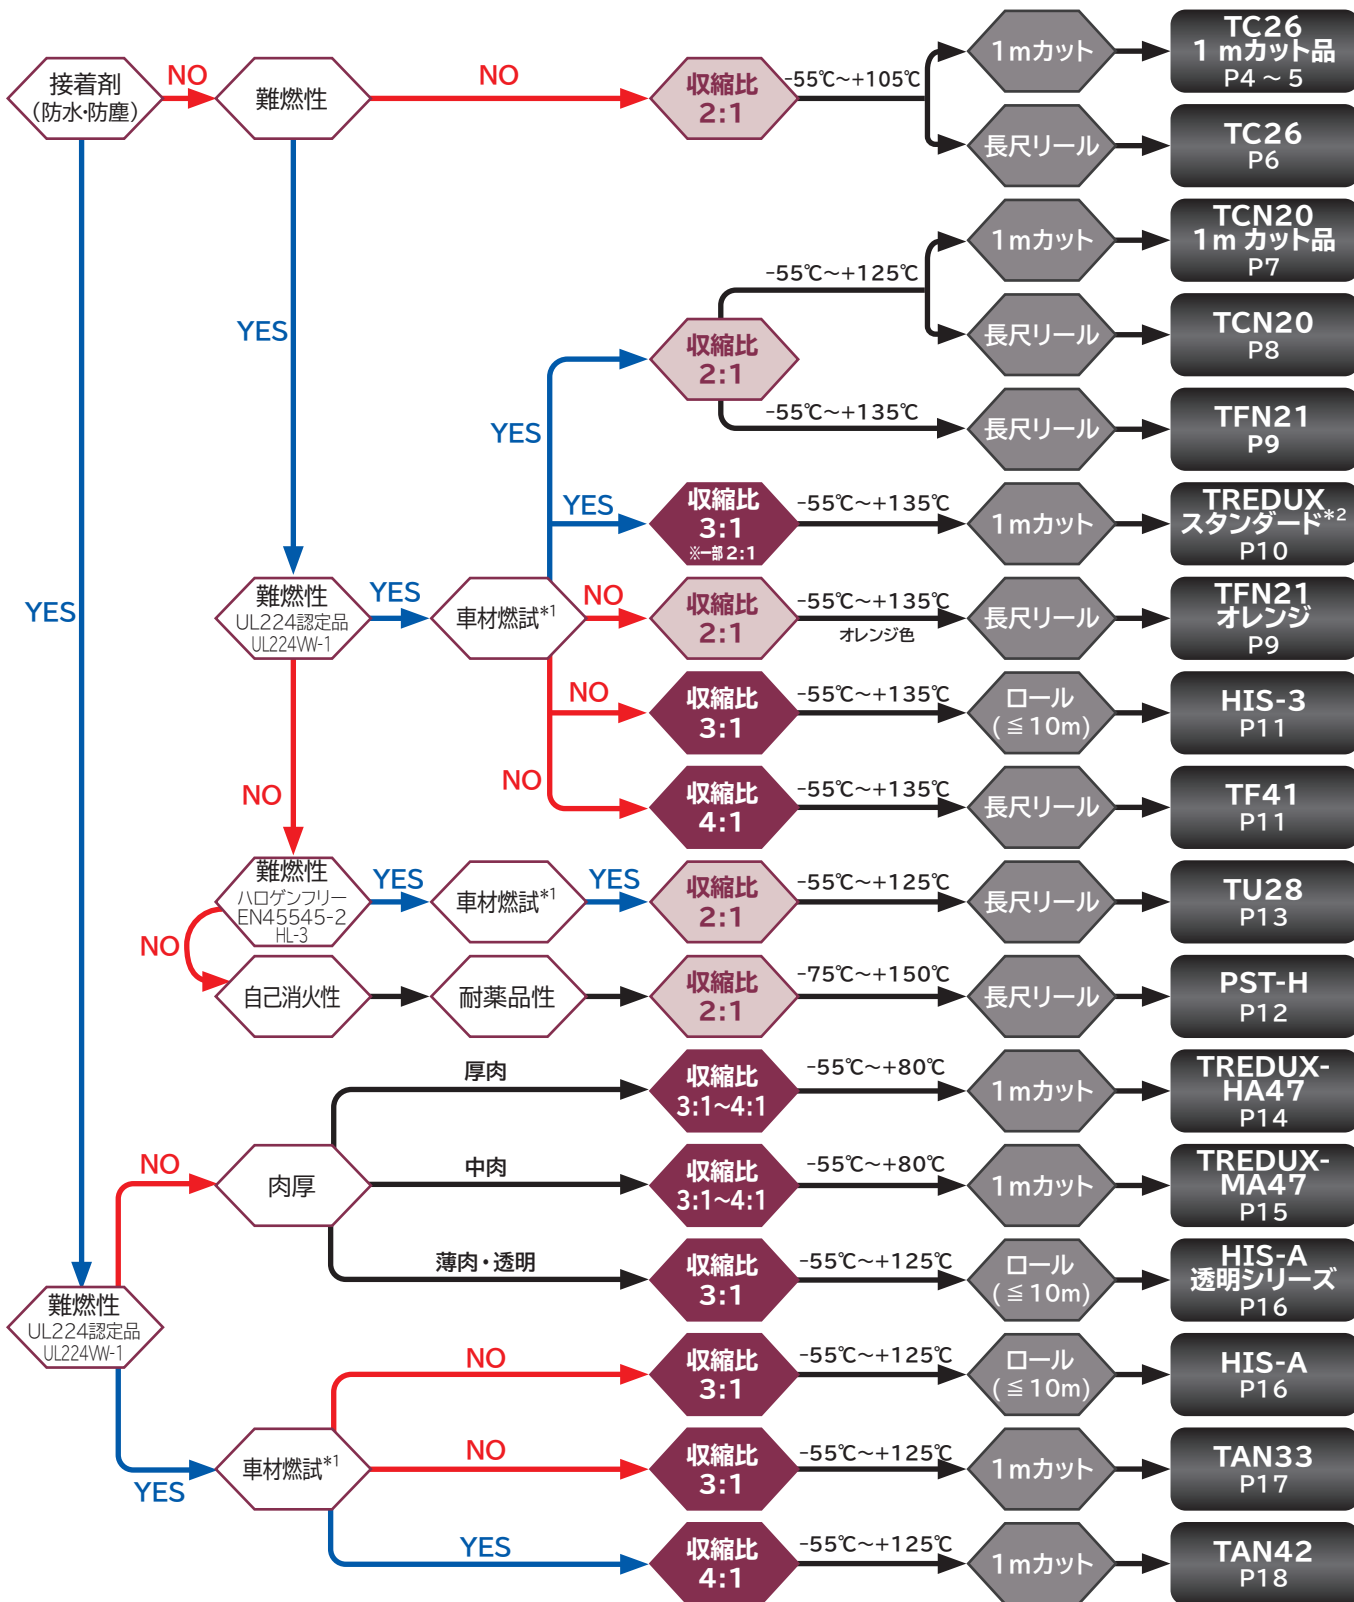 接着剤
(防水・防塵)
NO
難燃性
NO
収縮比
2:1
-55℃~+105℃
1mカット
TC26
1 mカット品
P4 ~ 5
長尺リール
TC26
P6
YES
YES
難燃性
UL224認定品
UL224VW-1
YES
車材燃試*1
YES
収縮比
2:1
-55℃~+125℃
1mカット
TCN20
1m カット品
P7
長尺リール
TCN20
P8
-55℃~+135℃
長尺リール
TFN21
P9
YES
収縮比
3:1
※一部 2:1
-55℃~+135℃
1mカット
TREDUX
スタンダード*2
P10
NO
収縮比
2:1
-55℃~+135℃
オレンジ色
長尺リール
TFN21
オレンジ
P9
NO
収縮比
3:1
-55℃~+135℃
ロール
(≦10m)
HIS-3
P11
NO
収縮比
4:1
-55℃~+135℃
長尺リール
TF41
P11
NO
難燃性
ハロゲンフリー
EN45545-2
HL-3
YES
車材燃試*1
YES
収縮比
2:1
-55℃~+125℃
長尺リール
TU28
P13
NO
自己消火性
耐薬品性
収縮比
2:1
-75℃~+150℃
長尺リール
PST-H
P12
難燃性
UL224認定品
UL224VW-1
NO
肉厚
厚肉
収縮比
3:1~4:1
-55℃~+80℃
1mカット
TREDUX-
HA47
P14
中肉
収縮比
3:1~4:1
-55℃~+80℃
1mカット
TREDUX-
MA47
P15
薄肉・透明
収縮比
3:1
-55℃~+125℃
ロール
(≦10m)
HIS-A
透明シリーズ
P16
YES
車材燃試*1
NO
収縮比
3:1
-55℃~+125℃
ロール
(≦10m)
HIS-A
P16
NO
収縮比
3:1
-55℃~+125℃
1mカット
TAN33
P17
YES
収縮比
4:1
-55℃~+125℃
1mカット
TAN42
P18